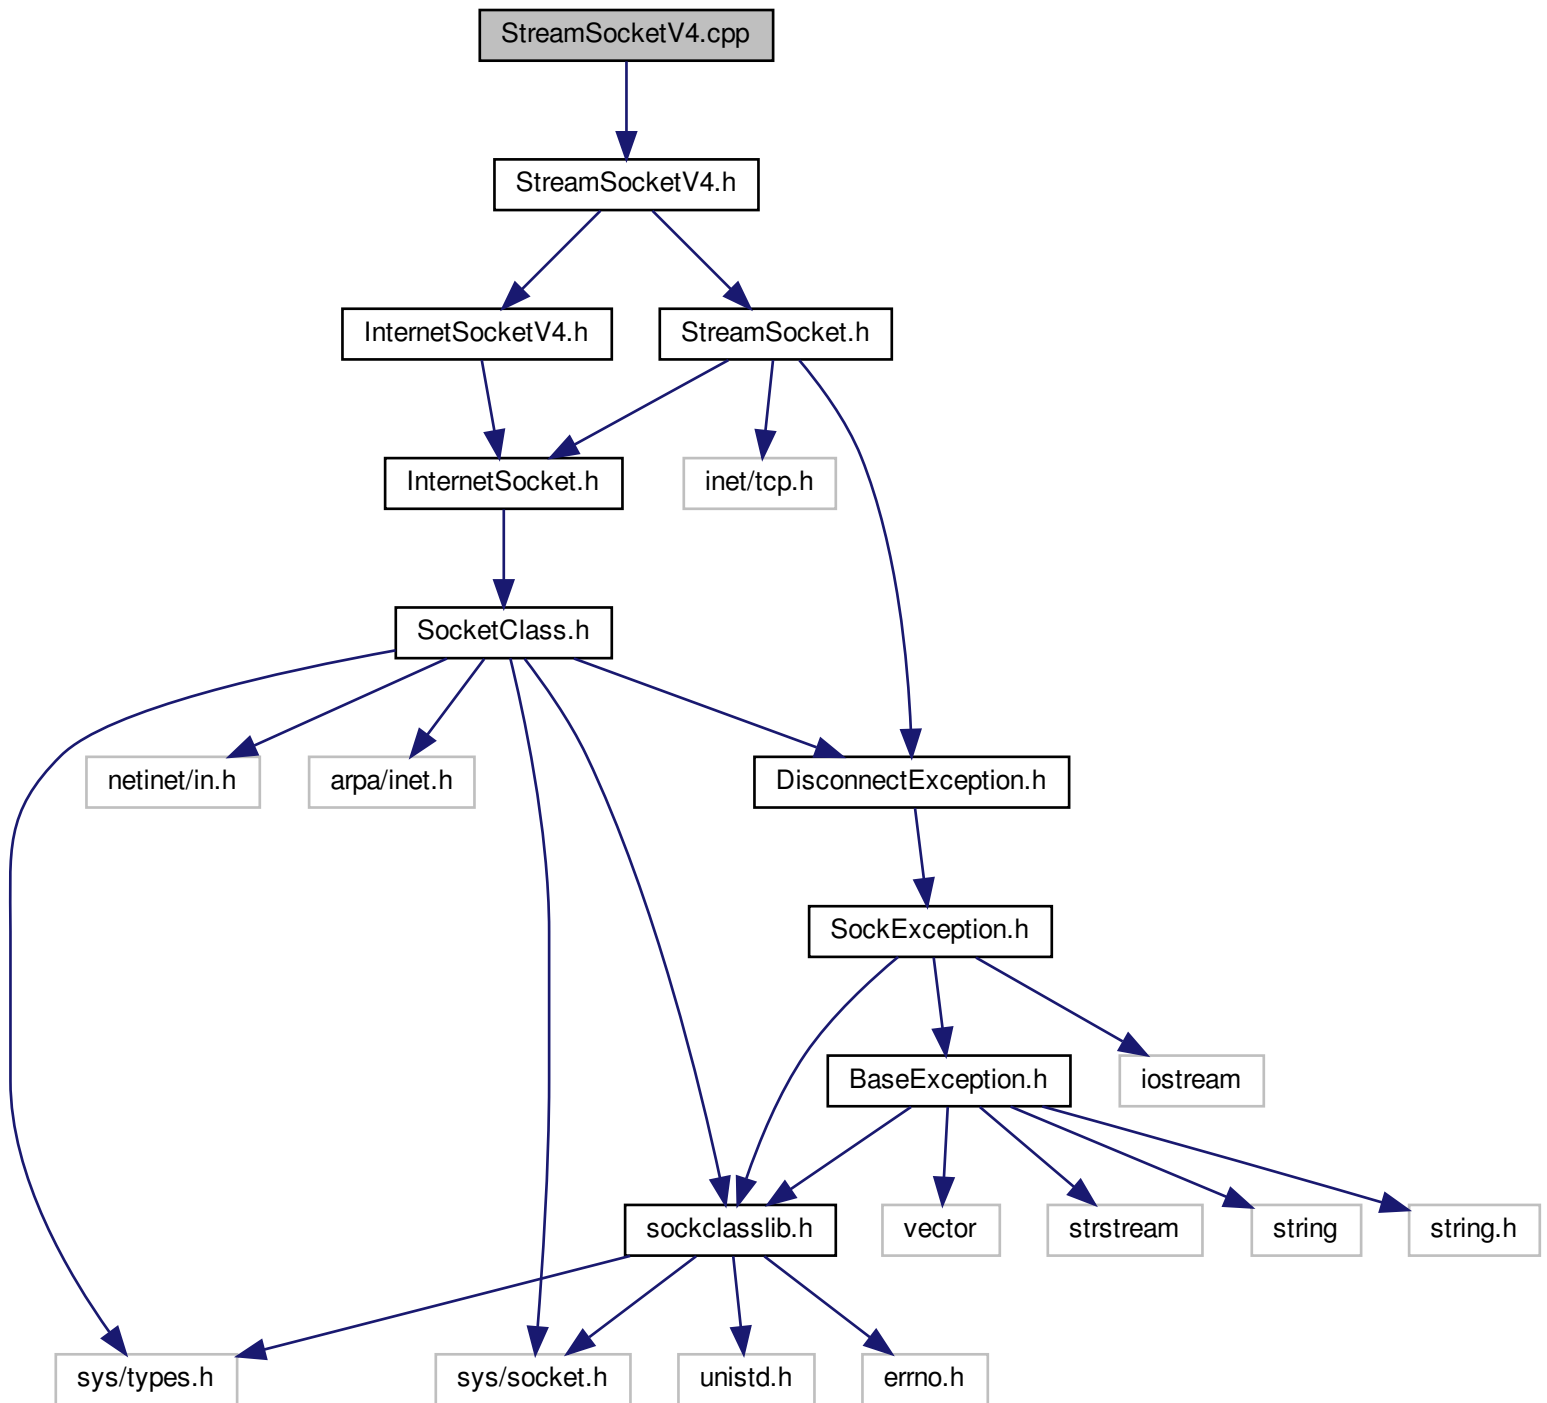 StreamSocketV4.cpp
StreamSocketV4.h
InternetSocketV4.h
StreamSocket.h
InternetSocket.h
inet/tcp.h
SocketClass.h
netinet/in.h
arpa/inet.h
DisconnectException.h
SockException.h
BaseException.h
iostream
sockclasslib.h
vector
strstream
string
string.h
sys/types.h
sys/socket.h
unistd.h
errno.h